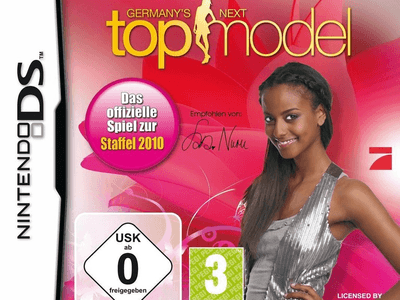 GERMANY'S NEXT
topmodel
NINTENDO DS
Das
offizielle
Spiel zur
Staffel 2010
Empfohlen von:
USK
ab
0
freigegeben
3
LICENSED BY